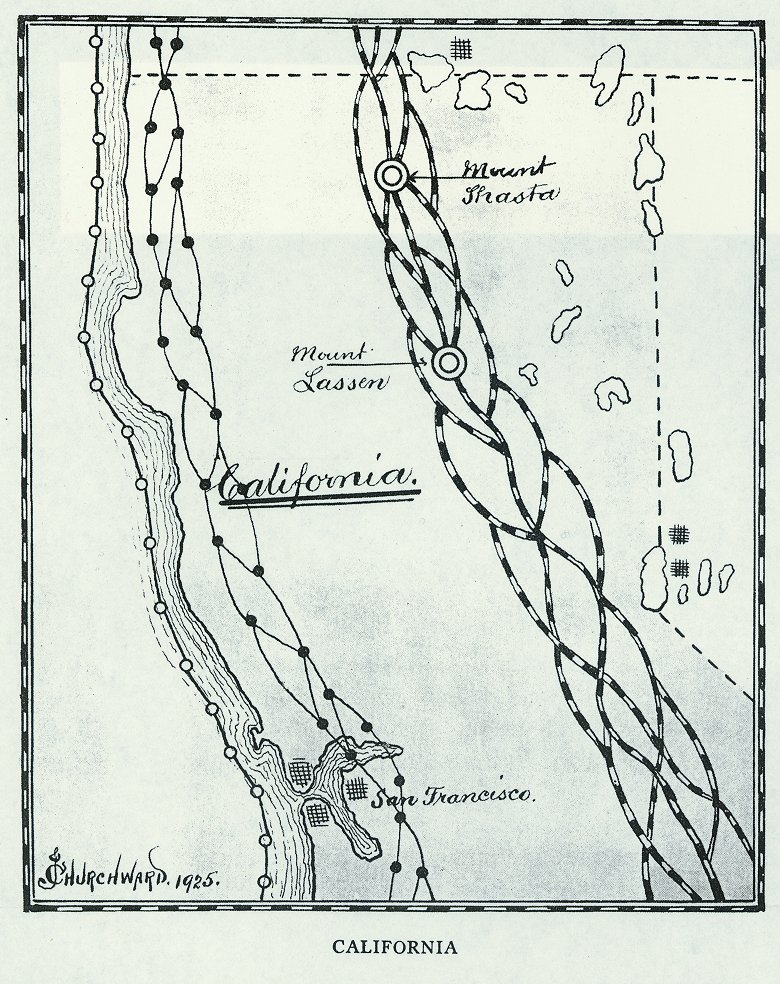 Mount
Shasta
Mount
Lassen
California.
San Francisco.
J CHURCHWARD. 1925.
CALIFORNIA